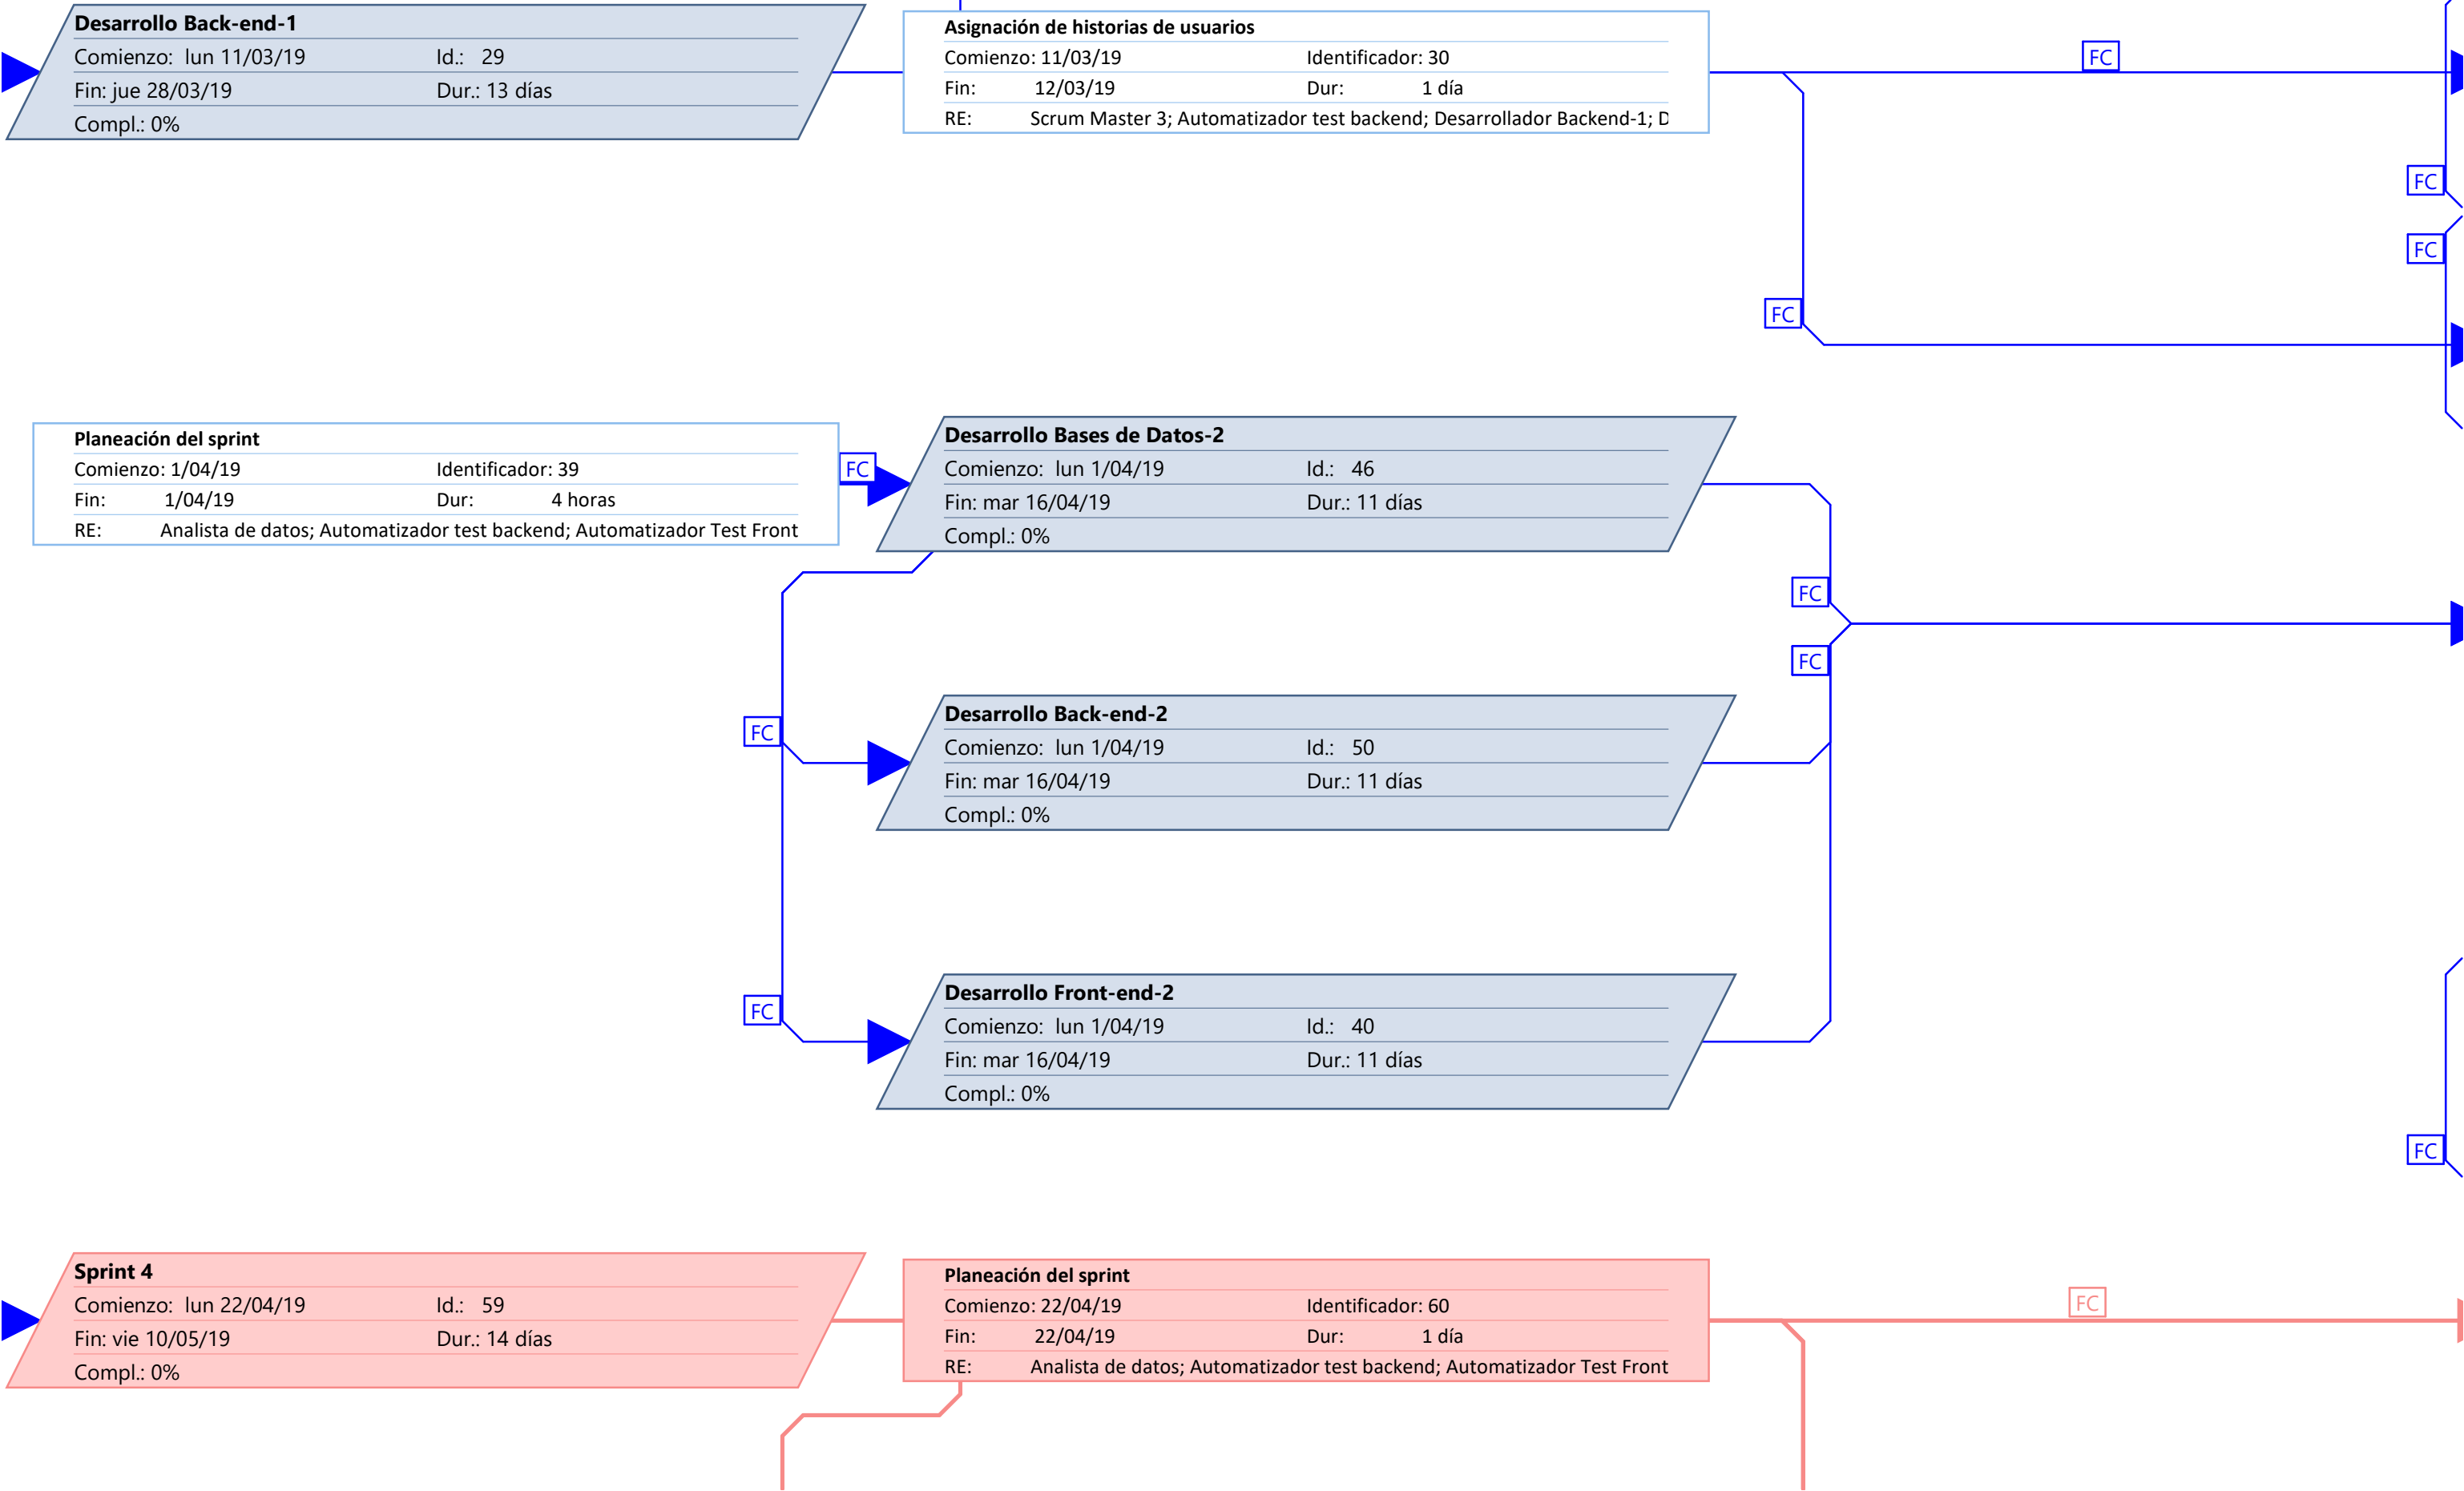 Desarrollo Back-end-1
Comienzo: lun 11/03/19 Id.: 29
Fin: jue 28/03/19 Dur.: 13 días
Compl.: 0%
Asignación de historias de usuarios
Comienzo: 11/03/19 Identificador: 30
Fin: 12/03/19 Dur: 1 día
RE: Scrum Master 3; Automatizador test backend; Desarrollador Backend-1; D
FC
FC
FC
FC
Planeación del sprint
Comienzo: 1/04/19 Identificador: 39
Fin: 1/04/19 Dur: 4 horas
RE: Analista de datos; Automatizador test backend; Automatizador Test Front
FC
Desarrollo Bases de Datos-2
Comienzo: lun 1/04/19 Id.: 46
Fin: mar 16/04/19 Dur.: 11 días
Compl.: 0%
FC
FC
FC
Desarrollo Back-end-2
Comienzo: lun 1/04/19 Id.: 50
Fin: mar 16/04/19 Dur.: 11 días
Compl.: 0%
FC
Desarrollo Front-end-2
Comienzo: lun 1/04/19 Id.: 40
Fin: mar 16/04/19 Dur.: 11 días
Compl.: 0%
FC
Sprint 4
Comienzo: lun 22/04/19 Id.: 59
Fin: vie 10/05/19 Dur.: 14 días
Compl.: 0%
Planeación del sprint
Comienzo: 22/04/19 Identificador: 60
Fin: 22/04/19 Dur: 1 día
RE: Analista de datos; Automatizador test backend; Automatizador Test Front
FC